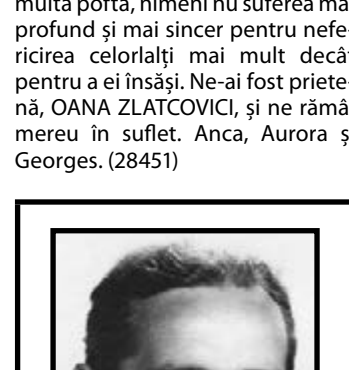 multă poftă, nimeni nu suferea ma
profund și mai sincer pentru nefe-
ricirea celorlalți mai mult decâ
pentru a ei însăși. Ne-ai fost priete-
nă, OANA ZLATCOVICI, și ne rămâ
mereu în suflet. Anca, Aurora ș
Georges. (28451)